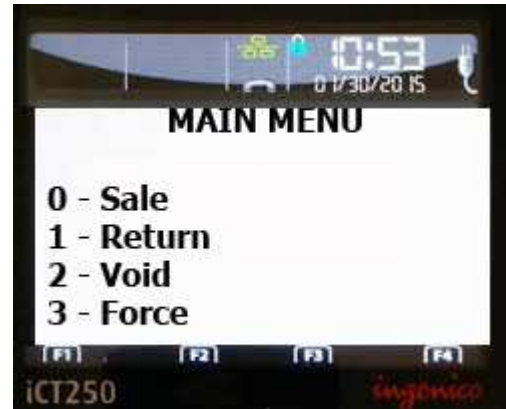 10:53
01/30/2015
MAIN MENU
0 - Sale
1 - Return
2 - Void
3 - Force
F1 F2 F3 F4
iCT250 ingenico